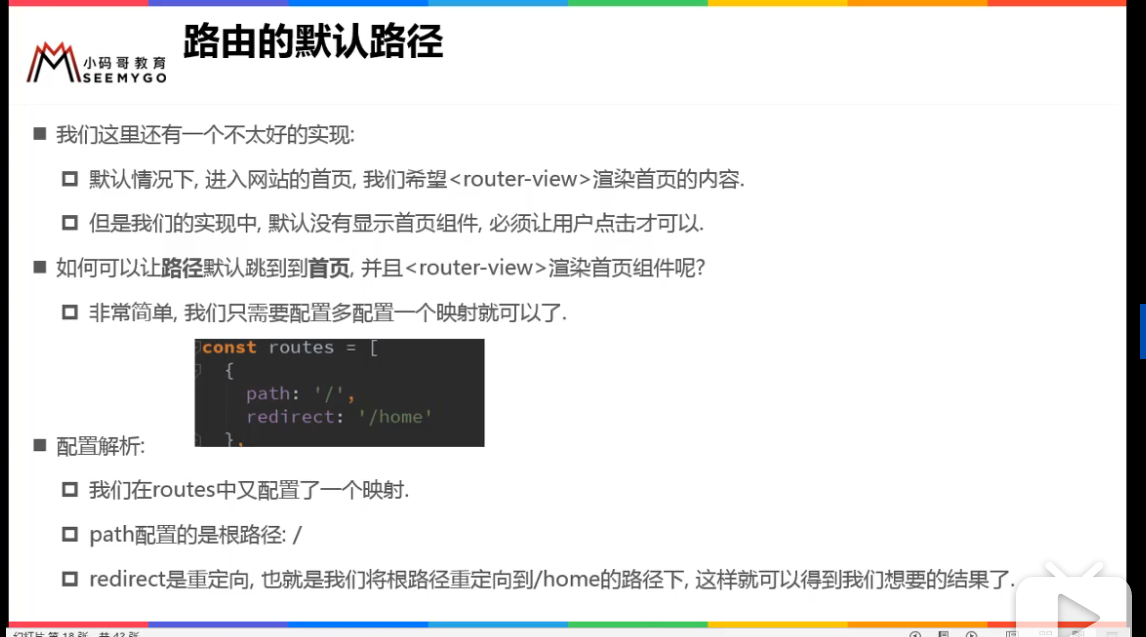 路由的默认路径
小码哥教育
SEEMYGO
我们这里还有一个不太好的实现:
默认情况下, 进入网站的首页, 我们希望<router-view>渲染首页的内容.
但是我们的实现中, 默认没有显示首页组件, 必须让用户点击才可以.
如何可以让路径默认跳到到首页, 并且<router-view>渲染首页组件呢?
非常简单, 我们只需要配置多配置一个映射就可以了.
const routes = [
{
path: '/',
redirect: '/home'
},
配置解析:
我们在routes中又配置了一个映射.
path配置的是根路径: /
redirect是重定向, 也就是我们将根路径重定向到/home的路径下, 这样就可以得到我们想要的结果了.
幻灯片 第 18 张, 共 43 张